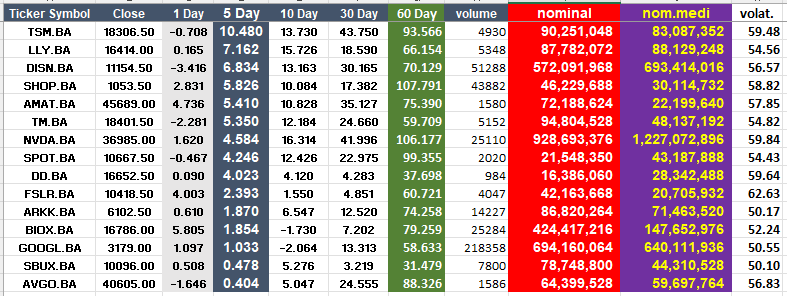 Ticker Symbol Close 1 Day 5 Day 10 Day 30 Day 60 Day volume nominal nom.medi volat.
TSM.BA 18306.50 -0.708 10.480 13.730 43.750 93.566 4930 90,251,048 83,087,352 59.48
LLY.BA 16414.00 0.165 7.162 15.726 18.590 66.154 5348 87,782,072 88,129,248 54.56
DISN.BA 11154.50 -3.416 6.834 13.163 30.165 70.129 51288 572,091,968 693,414,016 56.57
SHOP.BA 1053.50 2.831 5.826 10.084 17.382 107.791 43882 46,229,688 30,114,732 58.82
AMAT.BA 45689.00 4.736 5.410 10.828 35.127 75.390 1580 72,188,624 22,199,640 57.85
TM.BA 18401.50 -2.281 5.350 12.184 24.660 59.709 5152 94,804,528 48,137,192 54.82
NVDA.BA 36985.00 1.620 4.584 16.314 41.996 106.177 25110 928,693,376 1,227,072,896 59.84
SPOT.BA 10667.50 -0.467 4.246 12.426 22.975 99.355 2020 21,548,350 43,187,888 54.43
DD.BA 16652.50 0.090 4.023 4.120 4.283 37.698 984 16,386,060 28,342,488 59.64
FSLR.BA 10418.50 4.003 2.393 1.550 4.851 60.721 4047 42,163,668 20,705,932 62.63
ARKK.BA 6102.50 0.610 1.870 6.547 12.520 74.258 14227 86,820,264 71,463,520 50.17
BIOX.BA 16786.00 5.805 1.854 -1.730 7.202 79.259 25284 424,417,216 147,652,976 52.24
GOOGL.BA 3179.00 1.097 1.033 -2.064 13.313 58.633 218358 694,160,064 640,111,936 50.55
SBUX.BA 10096.00 0.508 0.478 5.276 3.219 31.479 7800 78,748,800 44,310,528 50.10
AVGO.BA 40605.00 -1.646 0.404 5.047 24.555 88.326 1586 64,399,528 59,697,764 56.83